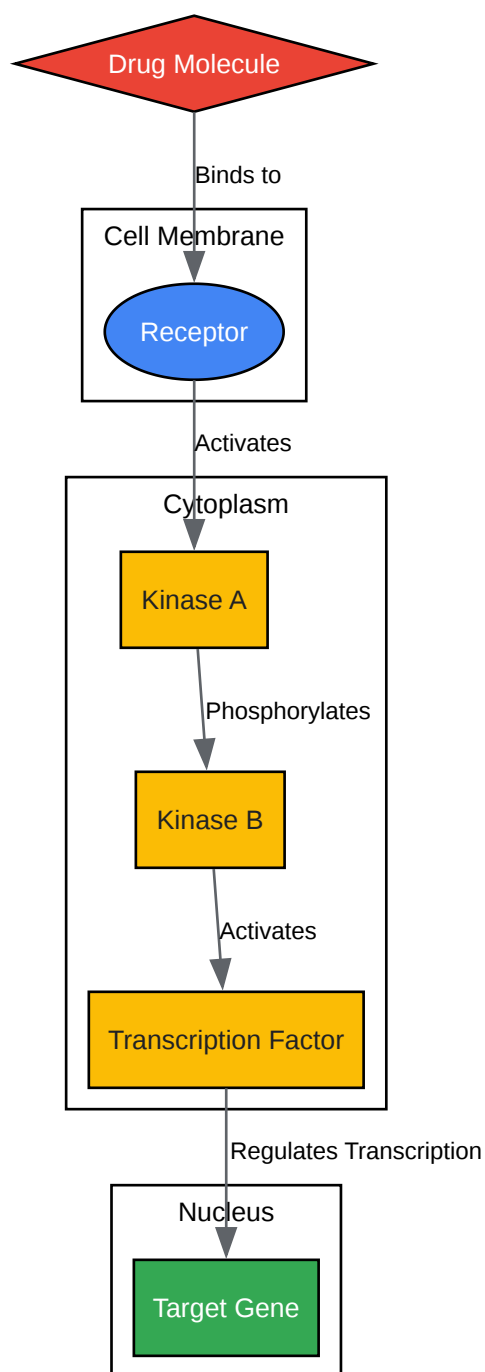 Drug Molecule
Binds to
Cell Membrane
Receptor
Activates
Cytoplasm
Kinase A
Phosphorylates
Kinase B
Activates
Transcription Factor
Regulates Transcription
Nucleus
Target Gene